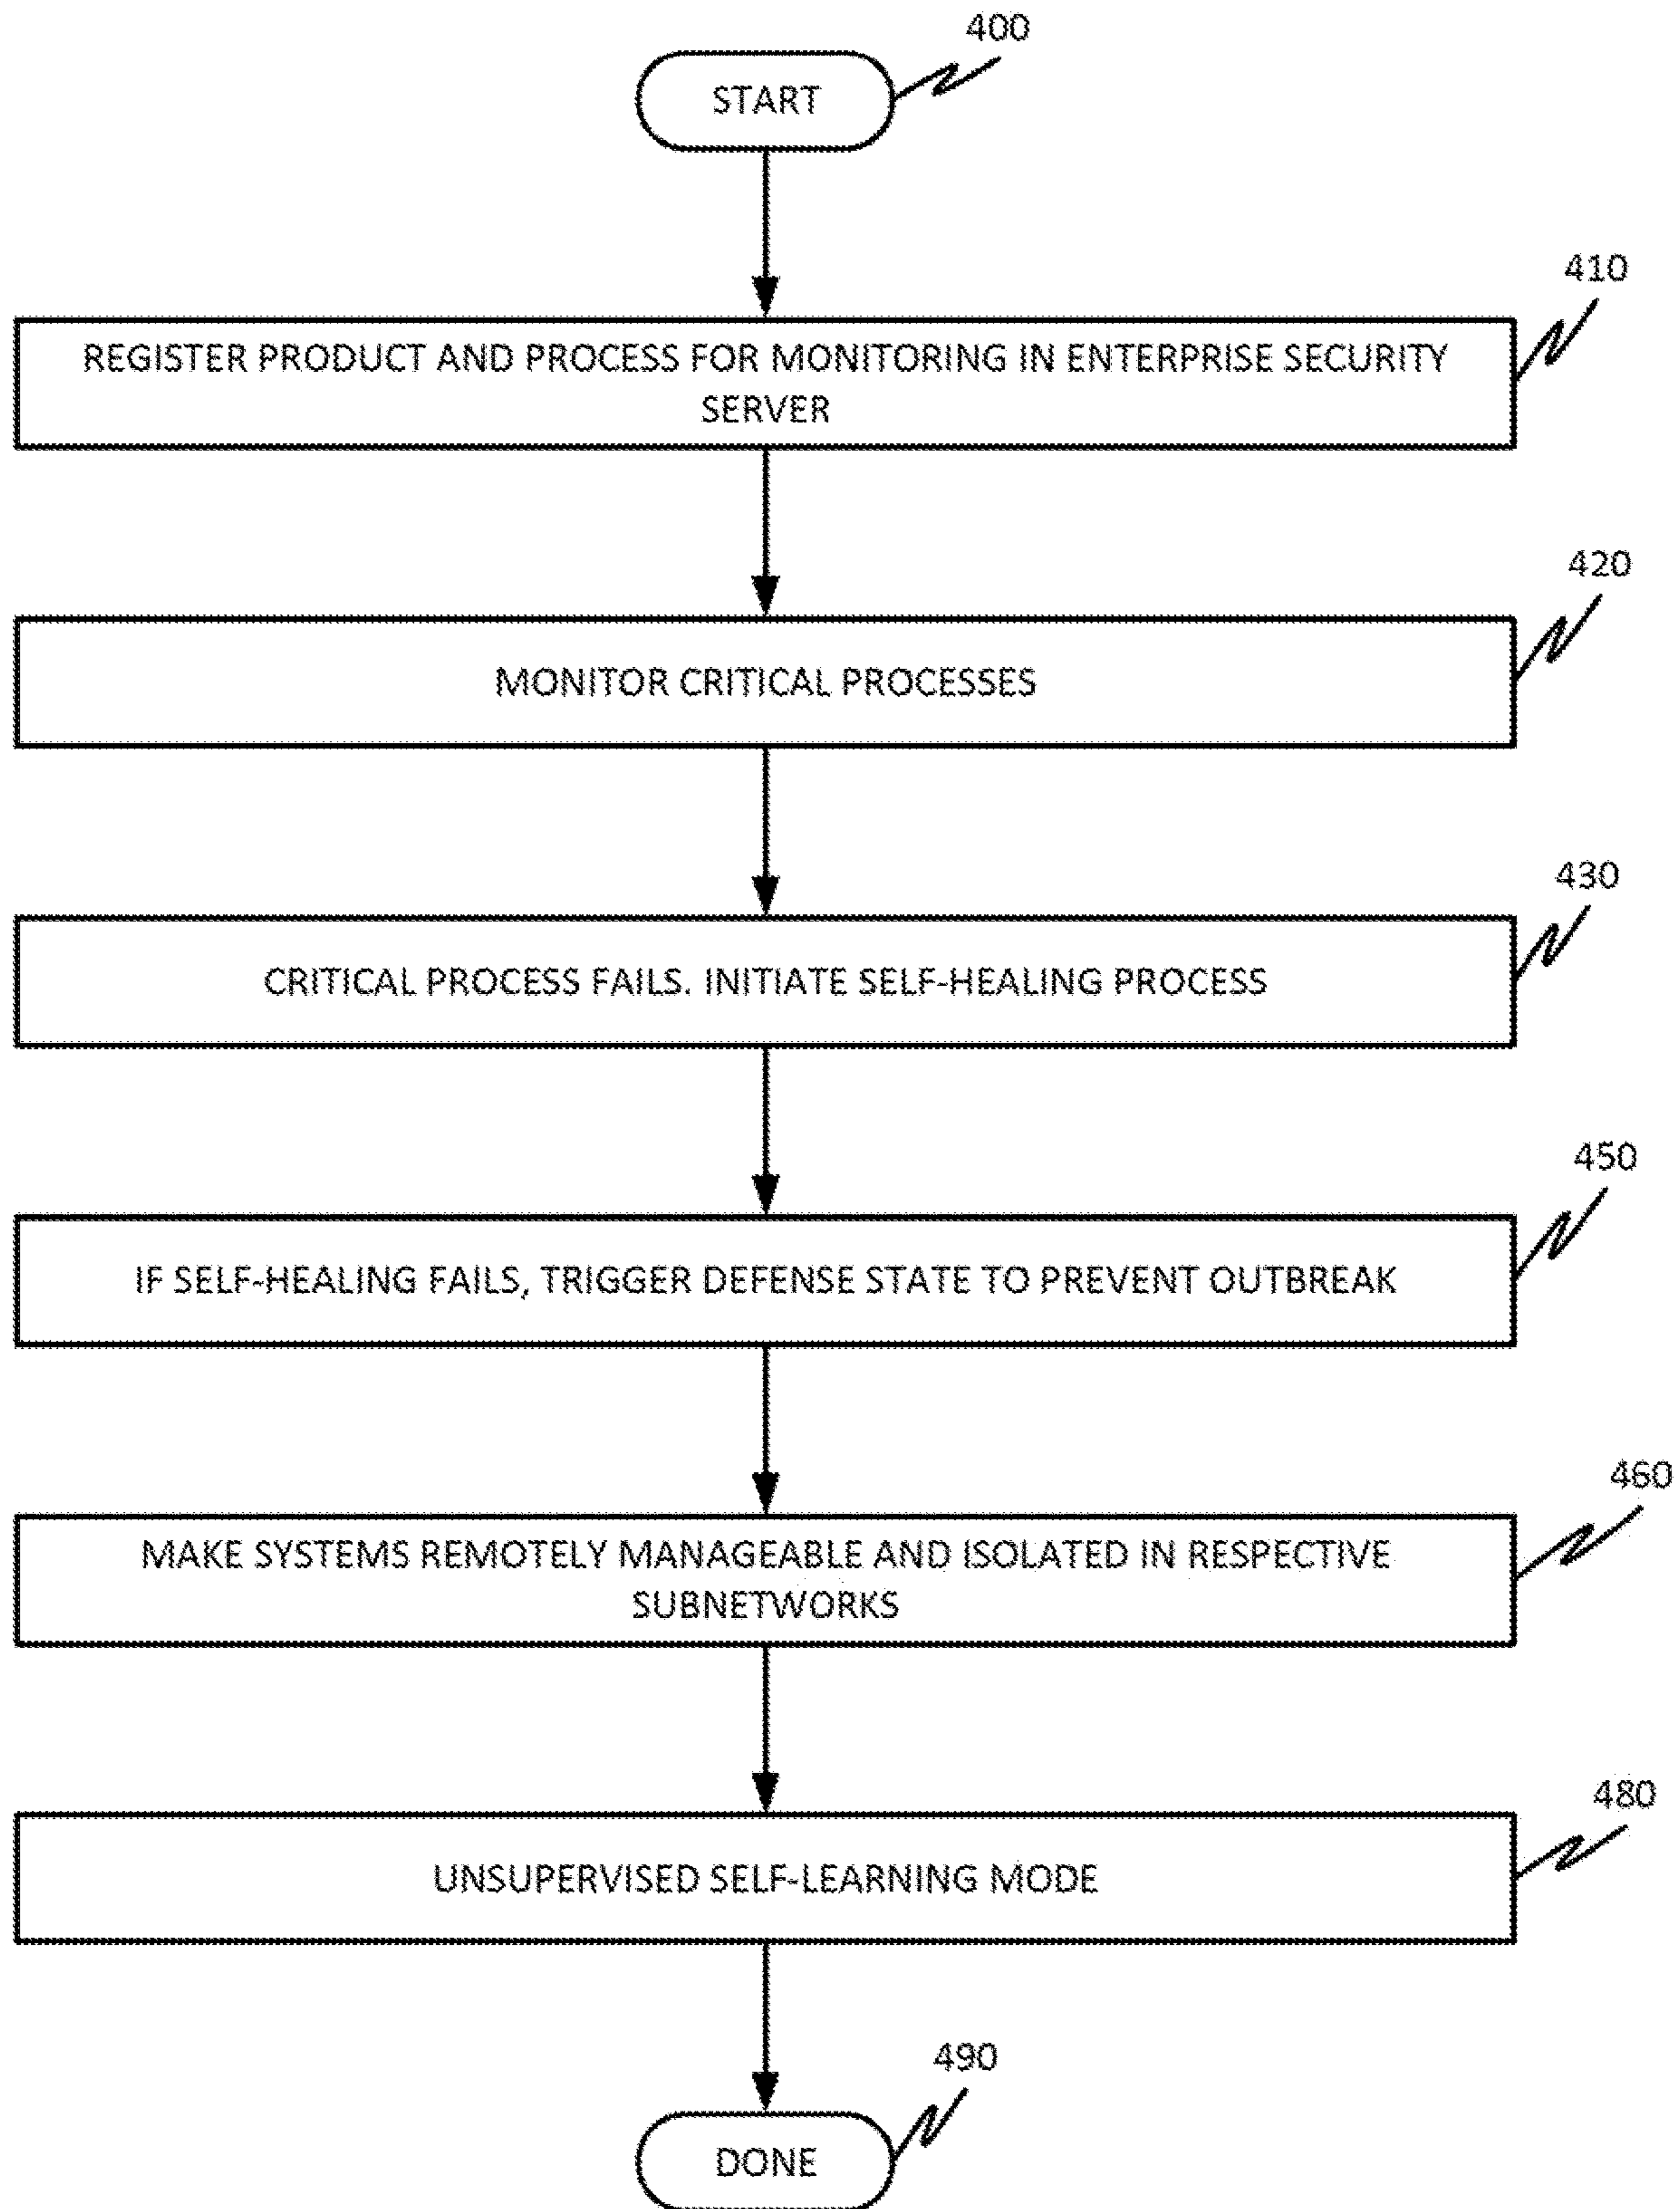 400
START
410
REGISTER PRODUCT AND PROCESS FOR MONITORING IN ENTERPRISE SECURITY
SERVER
420
MONITOR CRITICAL PROCESSES
430
CRITICAL PROCESS FAILS. INITIATE SELF-HEALING PROCESS
450
IF SELF-HEALING FAILS, TRIGGER DEFENSE STATE TO PREVENT OUTBREAK
460
MAKE SYSTEMS REMOTELY MANAGEABLE AND ISOLATED IN RESPECTIVE
SUBNETWORKS
480
UNSUPERVISED SELF-LEARNING MODE
490
DONE